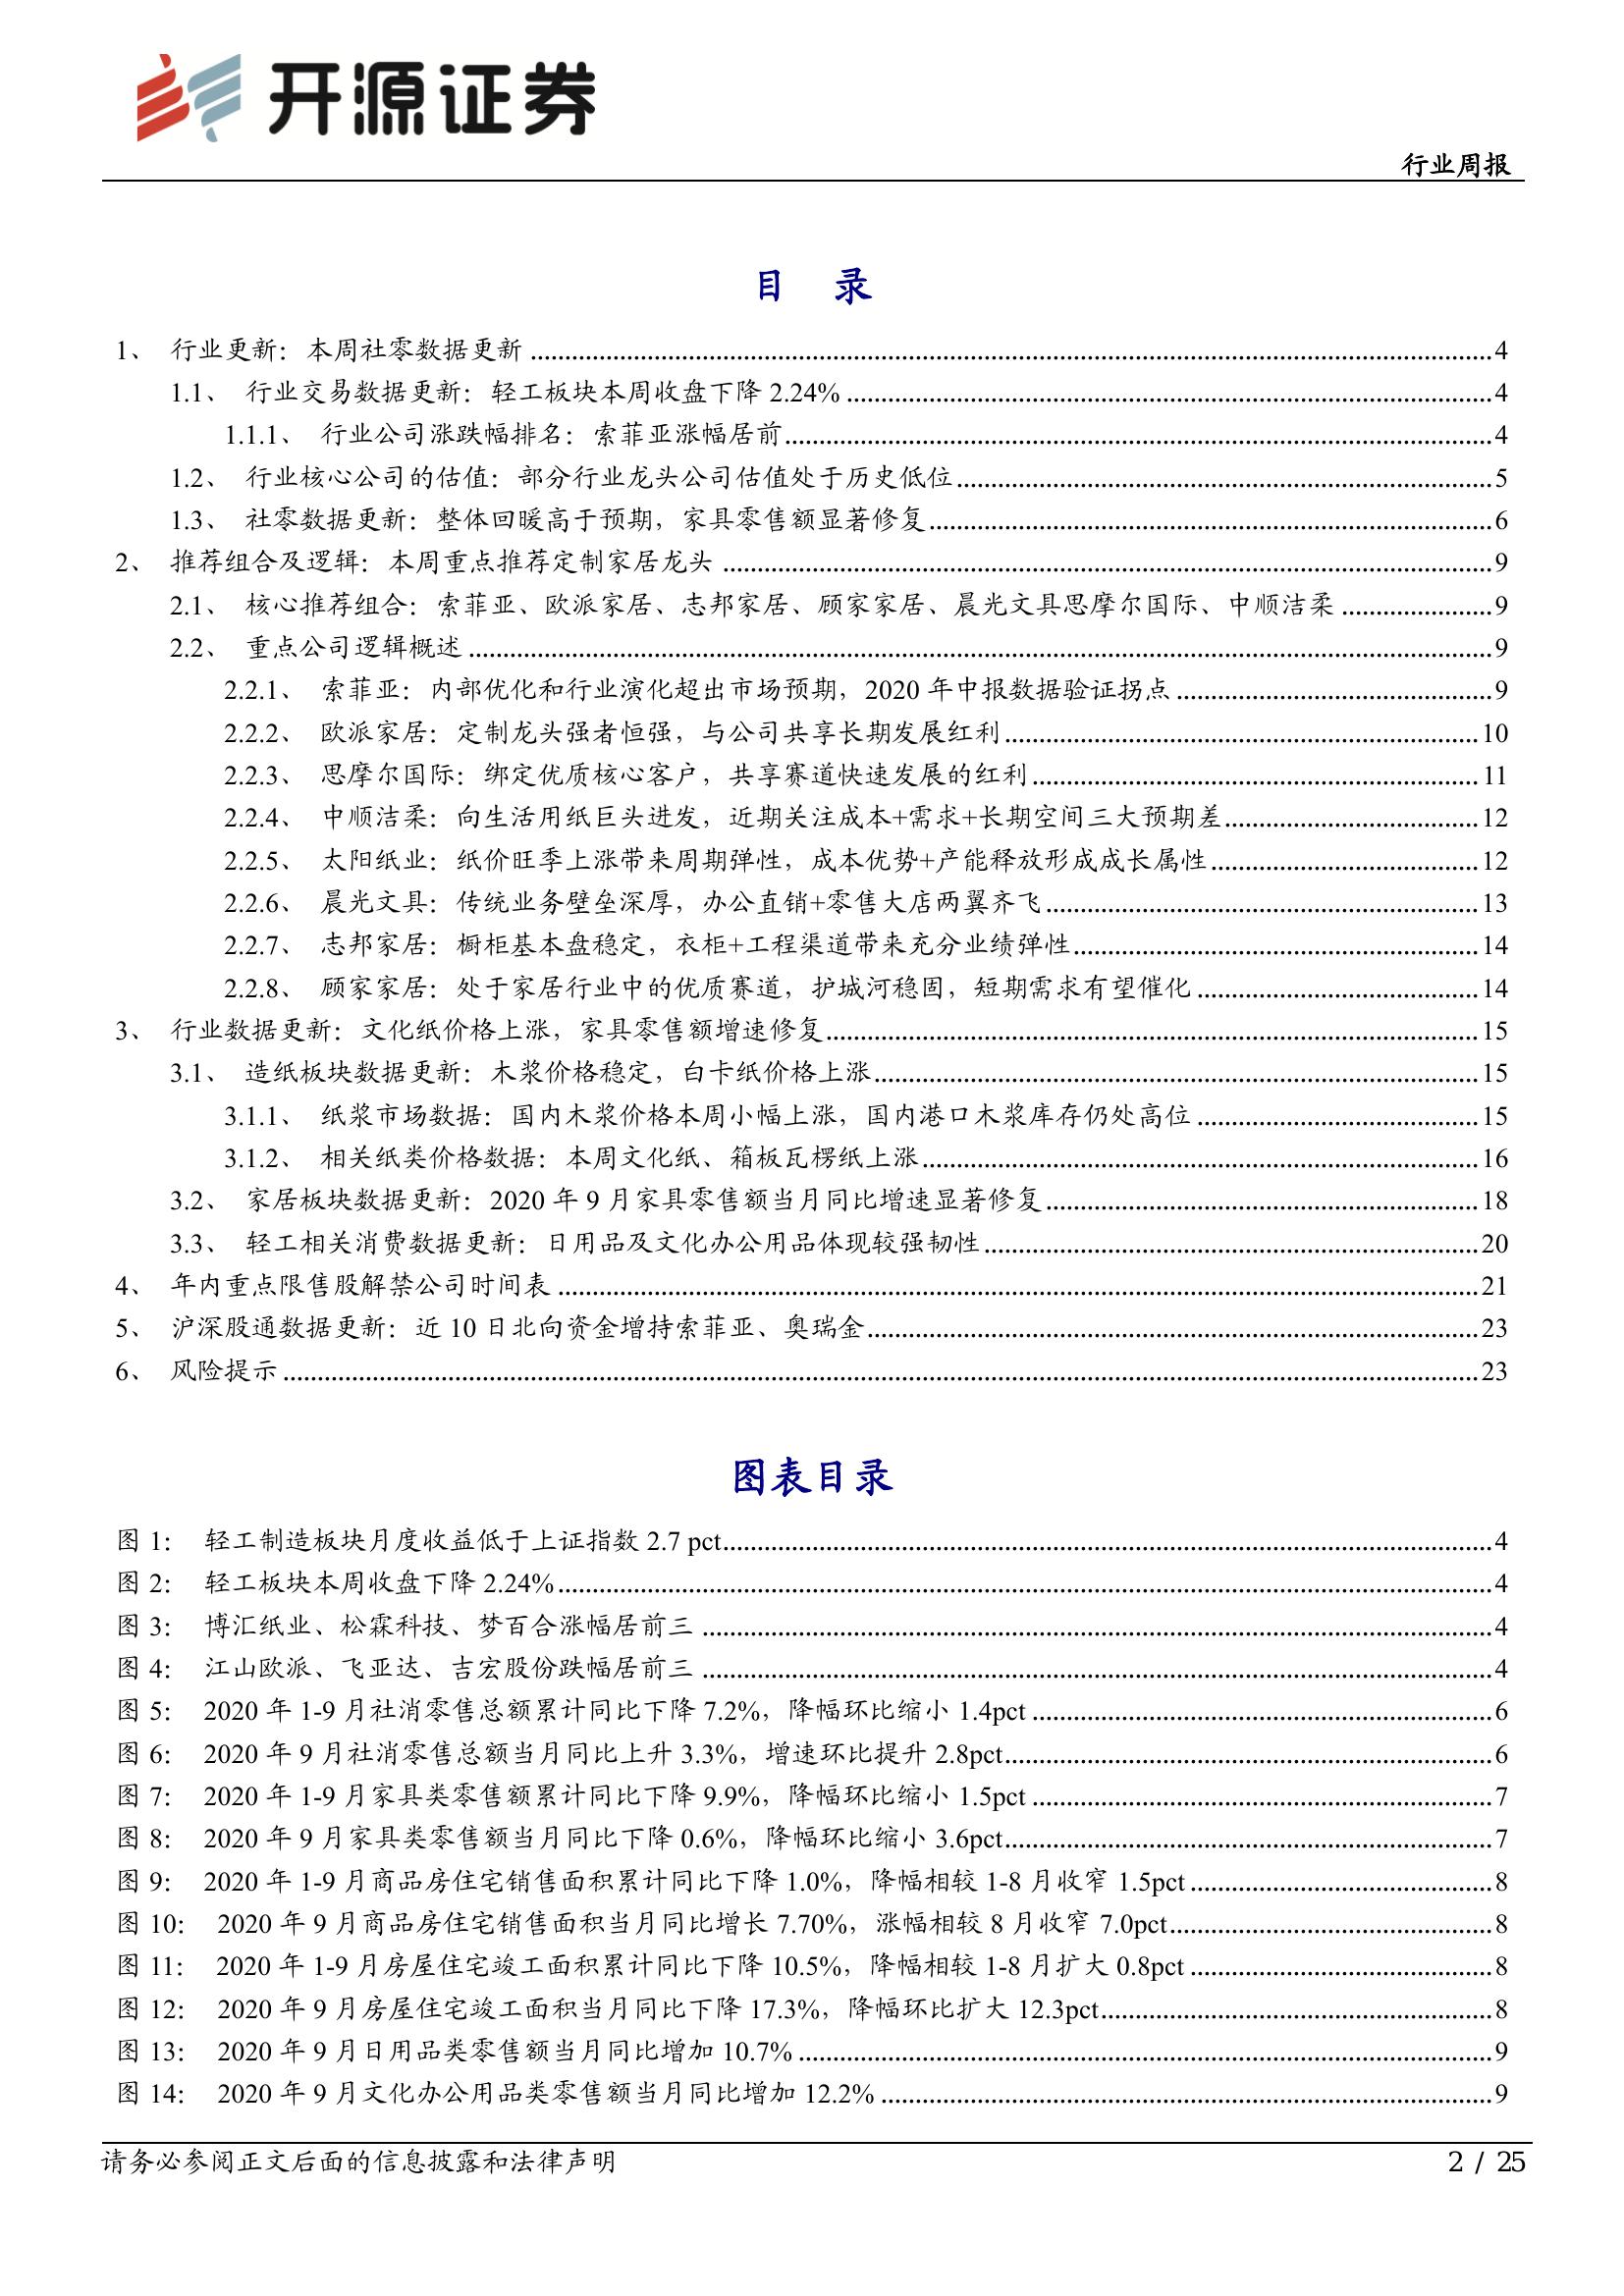 开源证券
行业周报
目 录
1、 行业更新：本周社零数据更新 ........ 4
1.1、 行业交易数据更新：轻工板块本周收盘下降 2.24% ........ 4
1.1.1、 行业公司涨跌幅排名：索菲亚涨幅居前 ........ 4
1.2、 行业核心公司的估值：部分行业龙头公司估值处于历史低位 ........ 5
1.3、 社零数据更新：整体回暖高于预期，家具零售额显著修复 ........ 6
2、 推荐组合及逻辑：本周重点推荐定制家居龙头 ........ 9
2.1、 核心推荐组合：索菲亚、欧派家居、志邦家居、顾家家居、晨光文具思摩尔国际、中顺洁柔 ........ 9
2.2、 重点公司逻辑概述 ........ 9
2.2.1、 索菲亚：内部优化和行业演化超出市场预期，2020 年中报数据验证拐点 ........ 9
2.2.2、 欧派家居：定制龙头强者恒强，与公司共享长期发展红利 ........ 10
2.2.3、 思摩尔国际：绑定优质核心客户，共享赛道快速发展的红利 ........ 11
2.2.4、 中顺洁柔：向生活用纸巨头进发，近期关注成本+需求+长期空间三大预期差 ........ 12
2.2.5、 太阳纸业：纸价旺季上涨带来周期弹性，成本优势+产能释放形成成长属性 ........ 12
2.2.6、 晨光文具：传统业务壁垒深厚，办公直销+零售大店两翼齐飞 ........ 13
2.2.7、 志邦家居：橱柜基本盘稳定，衣柜+工程渠道带来充分业绩弹性 ........ 14
2.2.8、 顾家家居：处于家居行业中的优质赛道，护城河稳固，短期需求有望催化 ........ 14
3、 行业数据更新：文化纸价格上涨，家具零售额增速修复 ........ 15
3.1、 造纸板块数据更新：木浆价格稳定，白卡纸价格上涨 ........ 15
3.1.1、 纸浆市场数据：国内木浆价格本周小幅上涨，国内港口木浆库存仍处高位 ........ 15
3.1.2、 相关纸类价格数据：本周文化纸、箱板瓦楞纸上涨 ........ 16
3.2、 家居板块数据更新：2020 年 9 月家具零售额当月同比增速显著修复 ........ 18
3.3、 轻工相关消费数据更新：日用品及文化办公用品体现较强韧性 ........ 20
4、 年内重点限售股解禁公司时间表 ........ 21
5、 沪深股通数据更新：近 10 日北向资金增持索菲亚、奥瑞金 ........ 23
6、 风险提示 ........ 23
图表目录
图 1： 轻工制造板块月度收益低于上证指数 2.7 pct ........ 4
图 2： 轻工板块本周收盘下降 2.24% ........ 4
图 3： 博汇纸业、松霖科技、梦百合涨幅居前三 ........ 4
图 4： 江山欧派、飞亚达、吉宏股份跌幅居前三 ........ 4
图 5： 2020 年 1-9 月社消零售总额累计同比下降 7.2%，降幅环比缩小 1.4pct ........ 6
图 6： 2020 年 9 月社消零售总额当月同比上升 3.3%，增速环比提升 2.8pct ........ 6
图 7： 2020 年 1-9 月家具类零售额累计同比下降 9.9%，降幅环比缩小 1.5pct ........ 7
图 8： 2020 年 9 月家具类零售额当月同比下降 0.6%，降幅环比缩小 3.6pct ........ 7
图 9： 2020 年 1-9 月商品房住宅销售面积累计同比下降 1.0%，降幅相较 1-8 月收窄 1.5pct ........ 8
图 10： 2020 年 9 月商品房住宅销售面积当月同比增长 7.70%，涨幅相较 8 月收窄 7.0pct ........ 8
图 11： 2020 年 1-9 月房屋住宅竣工面积累计同比下降 10.5%，降幅相较 1-8 月扩大 0.8pct ........ 8
图 12： 2020 年 9 月房屋住宅竣工面积当月同比下降 17.3%，降幅环比扩大 12.3pct ........ 8
图 13： 2020 年 9 月日用品类零售额当月同比增加 10.7% ........ 9
图 14： 2020 年 9 月文化办公用品类零售额当月同比增加 12.2% ........ 9
请务必参阅正文后面的信息披露和法律声明 2 / 25